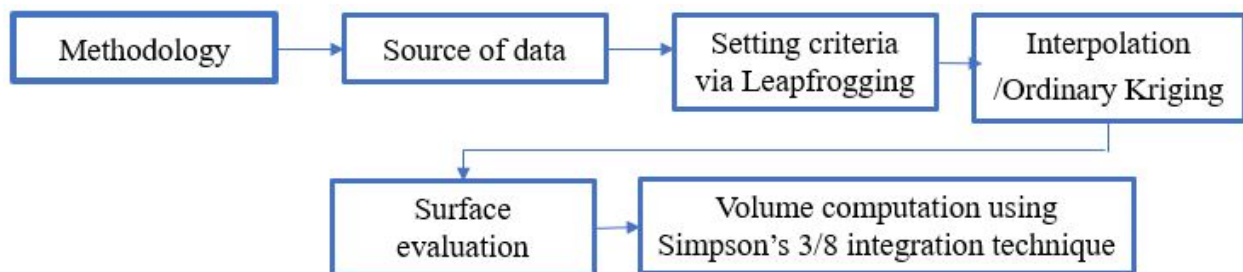 Methodology
Source of data
Setting criteria
via Leapfrogging
Interpolation
/Ordinary Kriging
Surface
evaluation
Volume computation using
Simpson’s 3/8 integration technique